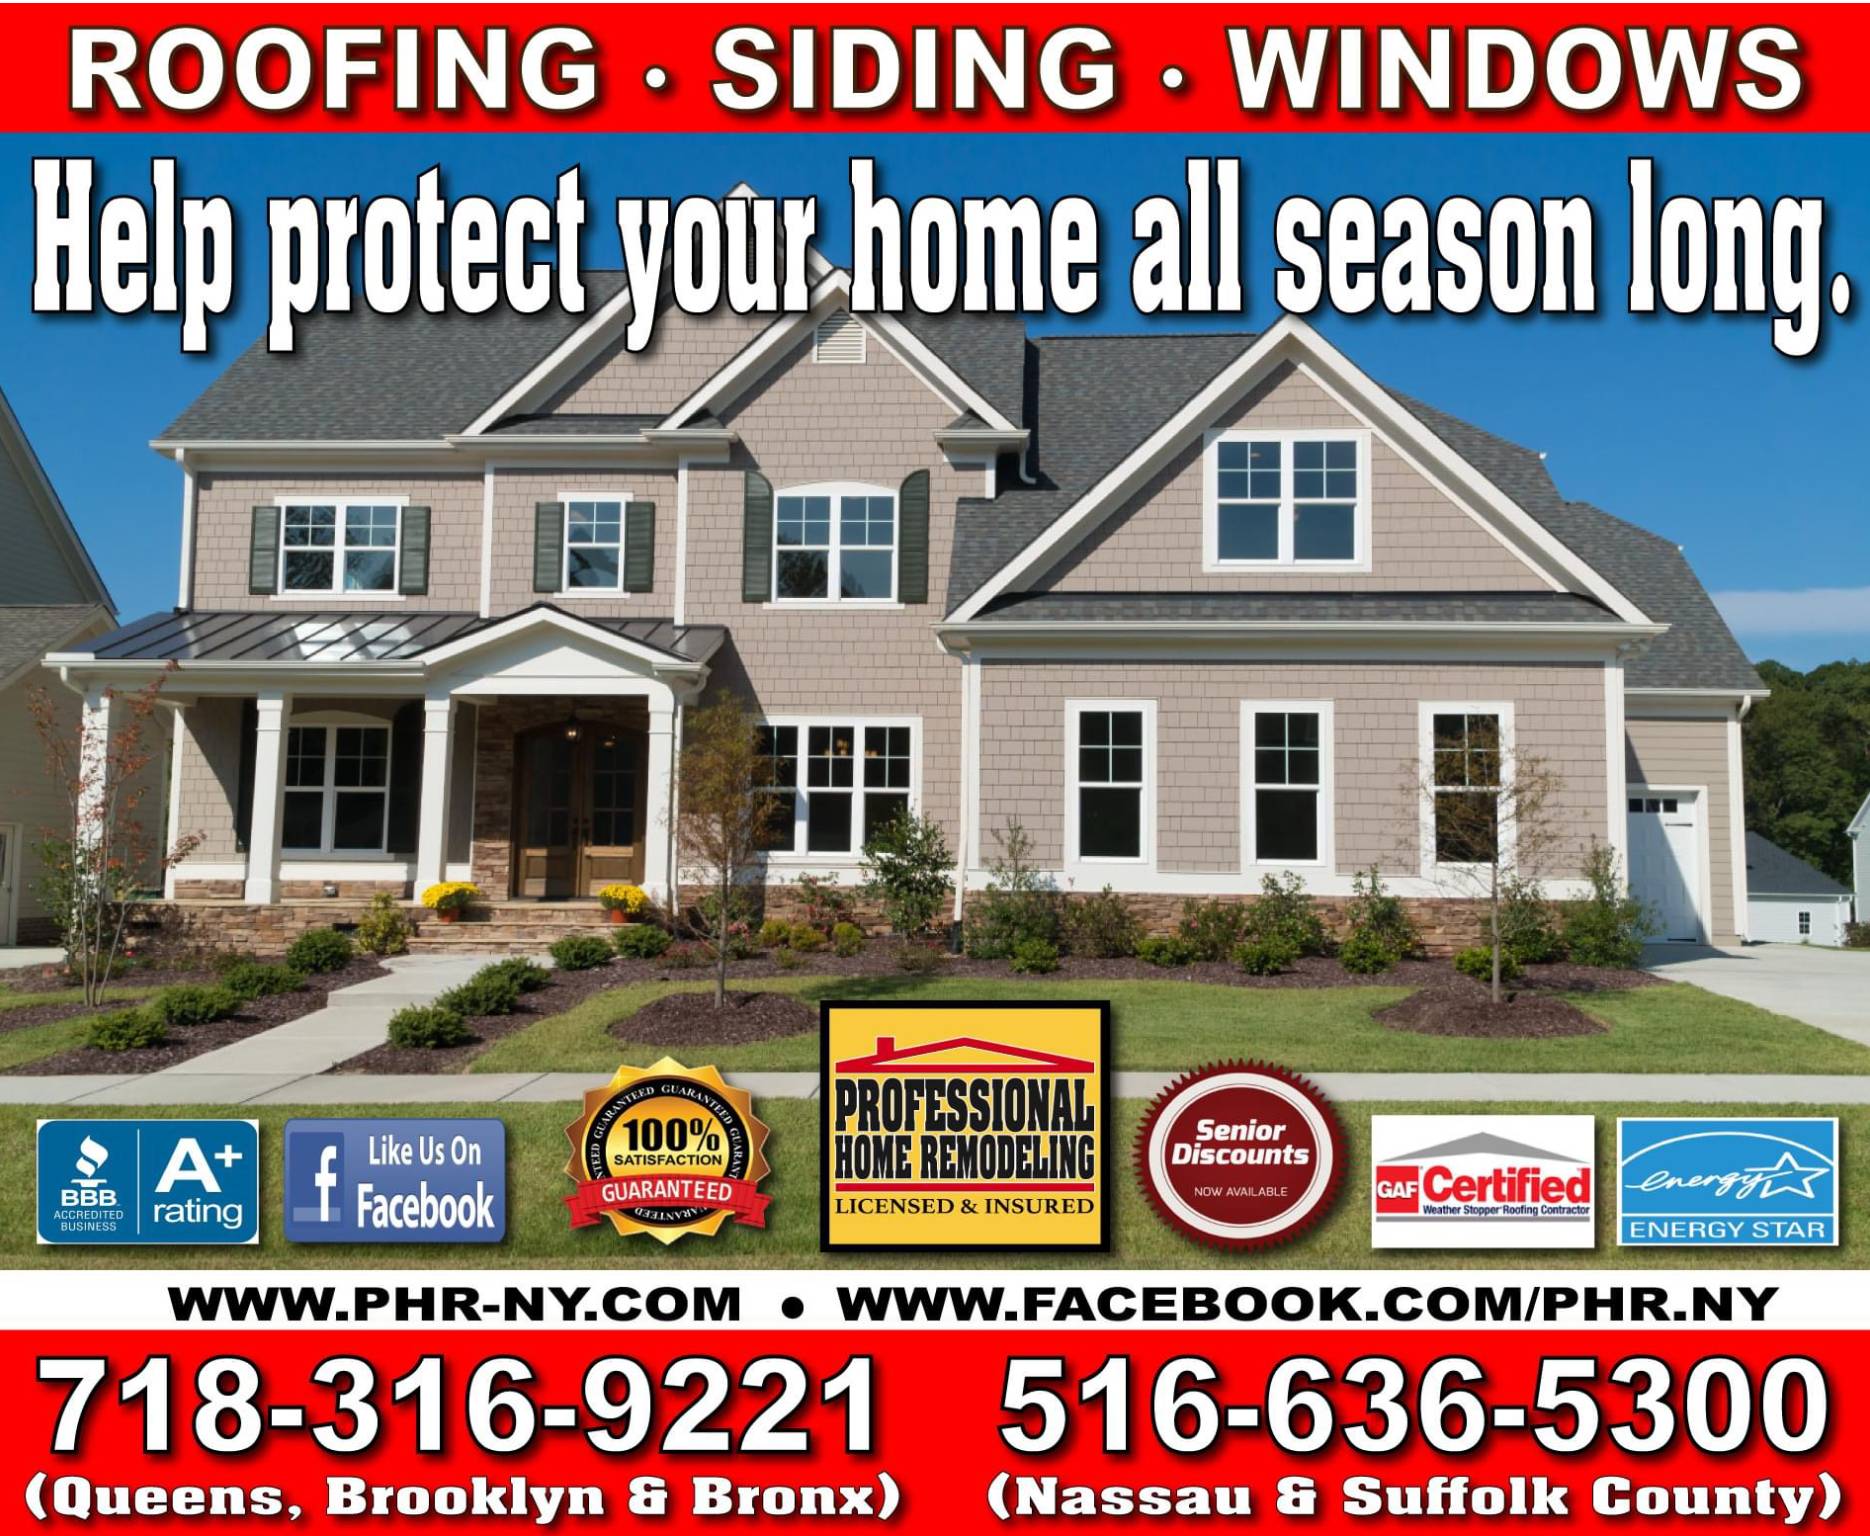 ROOFING · SIDING · WINDOWS
Help protect your home all season long.
BBB
ACCREDITED
BUSINESS
A+
rating
f
Like Us On
Facebook
GUARANTEED GUARANTEED
100%
SATISFACTION
GUARANTEED
PROFESSIONAL
HOME REMODELING
LICENSED & INSURED
Senior
Discounts
NOW AVAILABLE
GAF Certified
Weather Stopper® Roofing Contractor
energy
ENERGY STAR
WWW.PHR-NY.COM • WWW.FACEBOOK.COM/PHR.NY
718-316-9221
(Queens, Brooklyn & Bronx)
516-636-5300
(Nassau & Suffolk County)